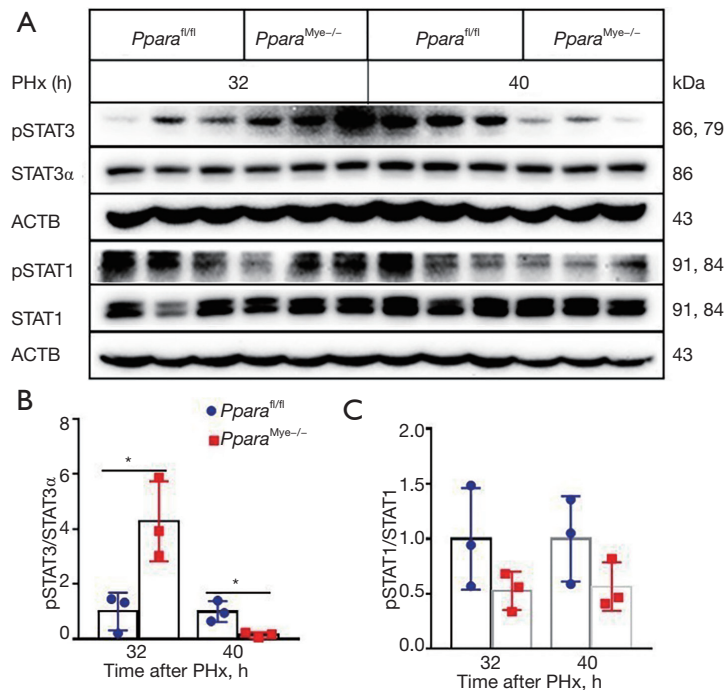 A
Ppara^fl/fl Ppara^Mye−/− Ppara^fl/fl Ppara^Mye−/−
PHx (h) 32 40 kDa
pSTAT3 86, 79
STAT3α 86
ACTB 43
pSTAT1 91, 84
STAT1 91, 84
ACTB 43
B
Ppara^fl/fl
Ppara^Mye−/−
pSTAT3/STAT3α
8
6
4
2
0
*
*
32 40
Time after PHx, h
C
pSTAT1/STAT1
2.0
1.5
1.0
0.5
0.0
32 40
Time after PHx, h